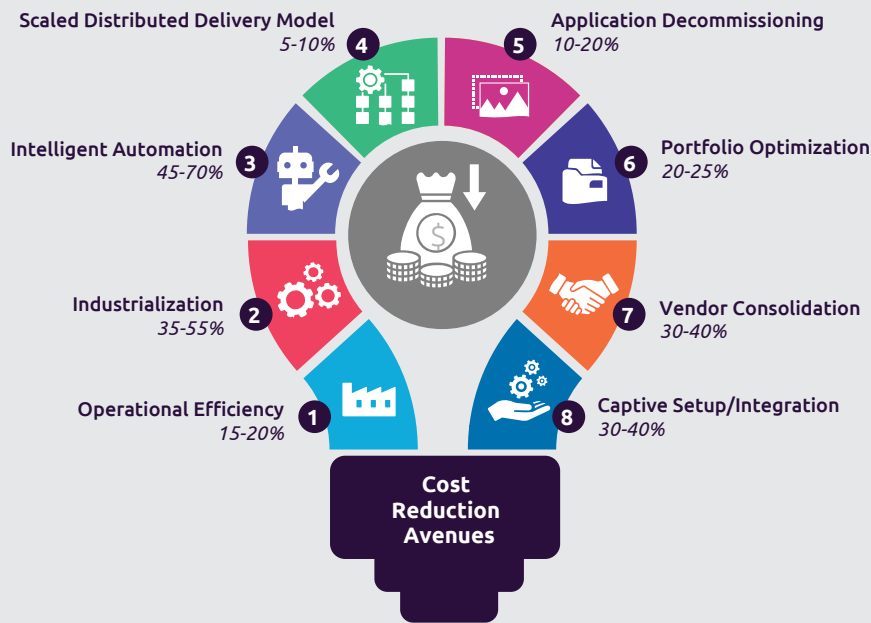 Scaled Distributed Delivery Model
5-10%
4
5
Application Decommissioning
10-20%
Intelligent Automation
45-70%
3
6
Portfolio Optimization
20-25%
$
Industrialization
35-55%
2
7
Vendor Consolidation
30-40%
Operational Efficiency
15-20%
1
8
Captive Setup/Integration
30-40%
Cost
Reduction
Avenues